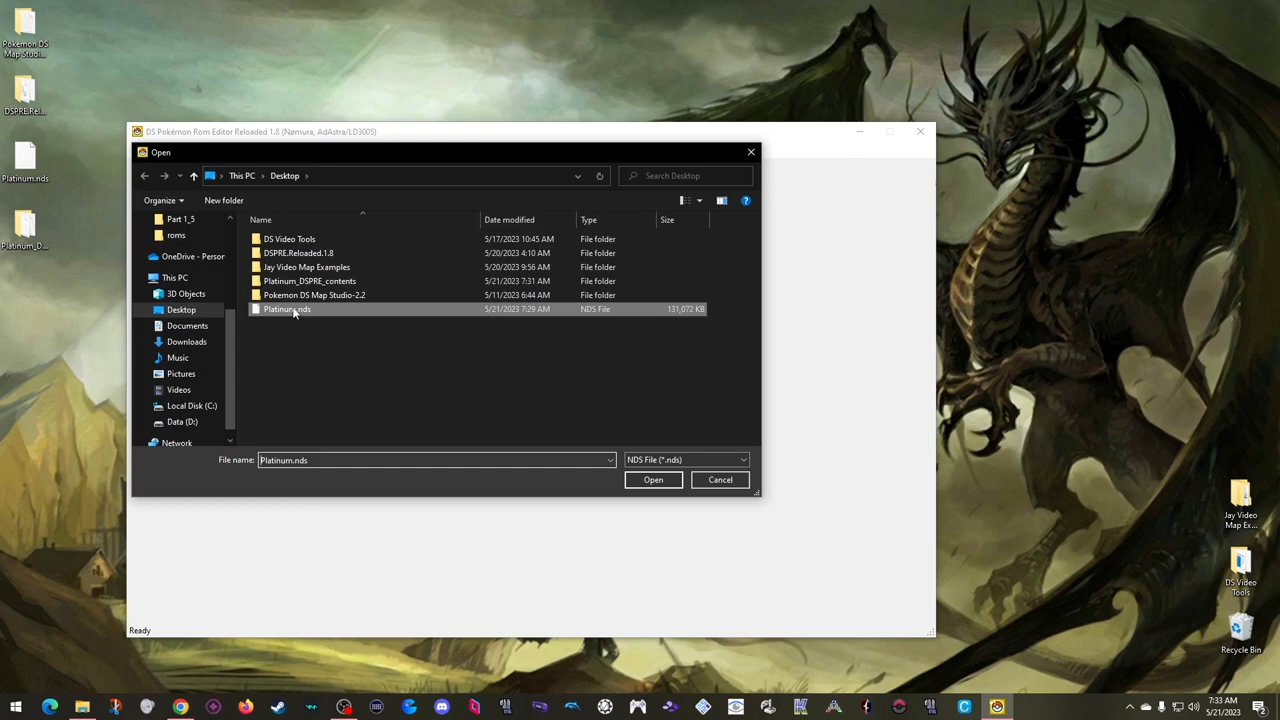 Pokemon DS
Map Studi...
DSPRE.Rel...
Platinum.nds
Platinum_D...
DS Pokémon Rom Editor Reloaded 1.8 (Nømura, AdAstra/LD3005)
Open
This PC > Desktop >
Search Desktop
Organize
New folder
Part 1_5
roms
OneDrive - Person
This PC
3D Objects
Desktop
Documents
Downloads
Music
Pictures
Videos
Local Disk (C:)
Data (D:)
Network
Name Date modified Type Size
DS Video Tools 5/17/2023 10:45 AM File folder
DSPRE.Reloaded.1.8 5/20/2023 4:10 AM File folder
Jay Video Map Examples 5/20/2023 9:56 AM File folder
Platinum_DSPRE_contents 5/21/2023 7:31 AM File folder
Pokemon DS Map Studio-2.2 5/11/2023 6:44 AM File folder
Platinum.nds 5/21/2023 7:29 AM NDS File 131,072 KB
File name: Platinum.nds
NDS File (*.nds)
Open
Cancel
Ready
Jay Video
Map Ex...
DS Video
Tools
Recycle Bin
7:33 AM
5/21/2023